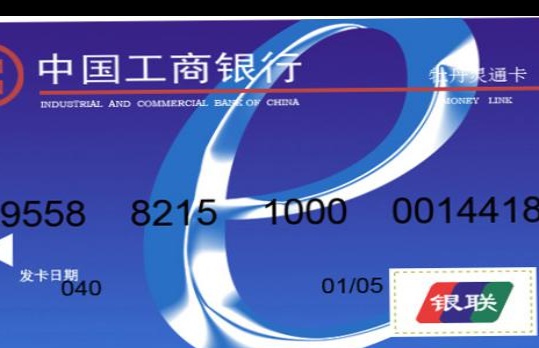 中国工商银行
INDUSTRIAL AND COMMERCIAL BANK OF CHINA
牡丹灵通卡
MONEY LINK
9558 8215 1000 0014418
发卡日期
040 01/05
银联